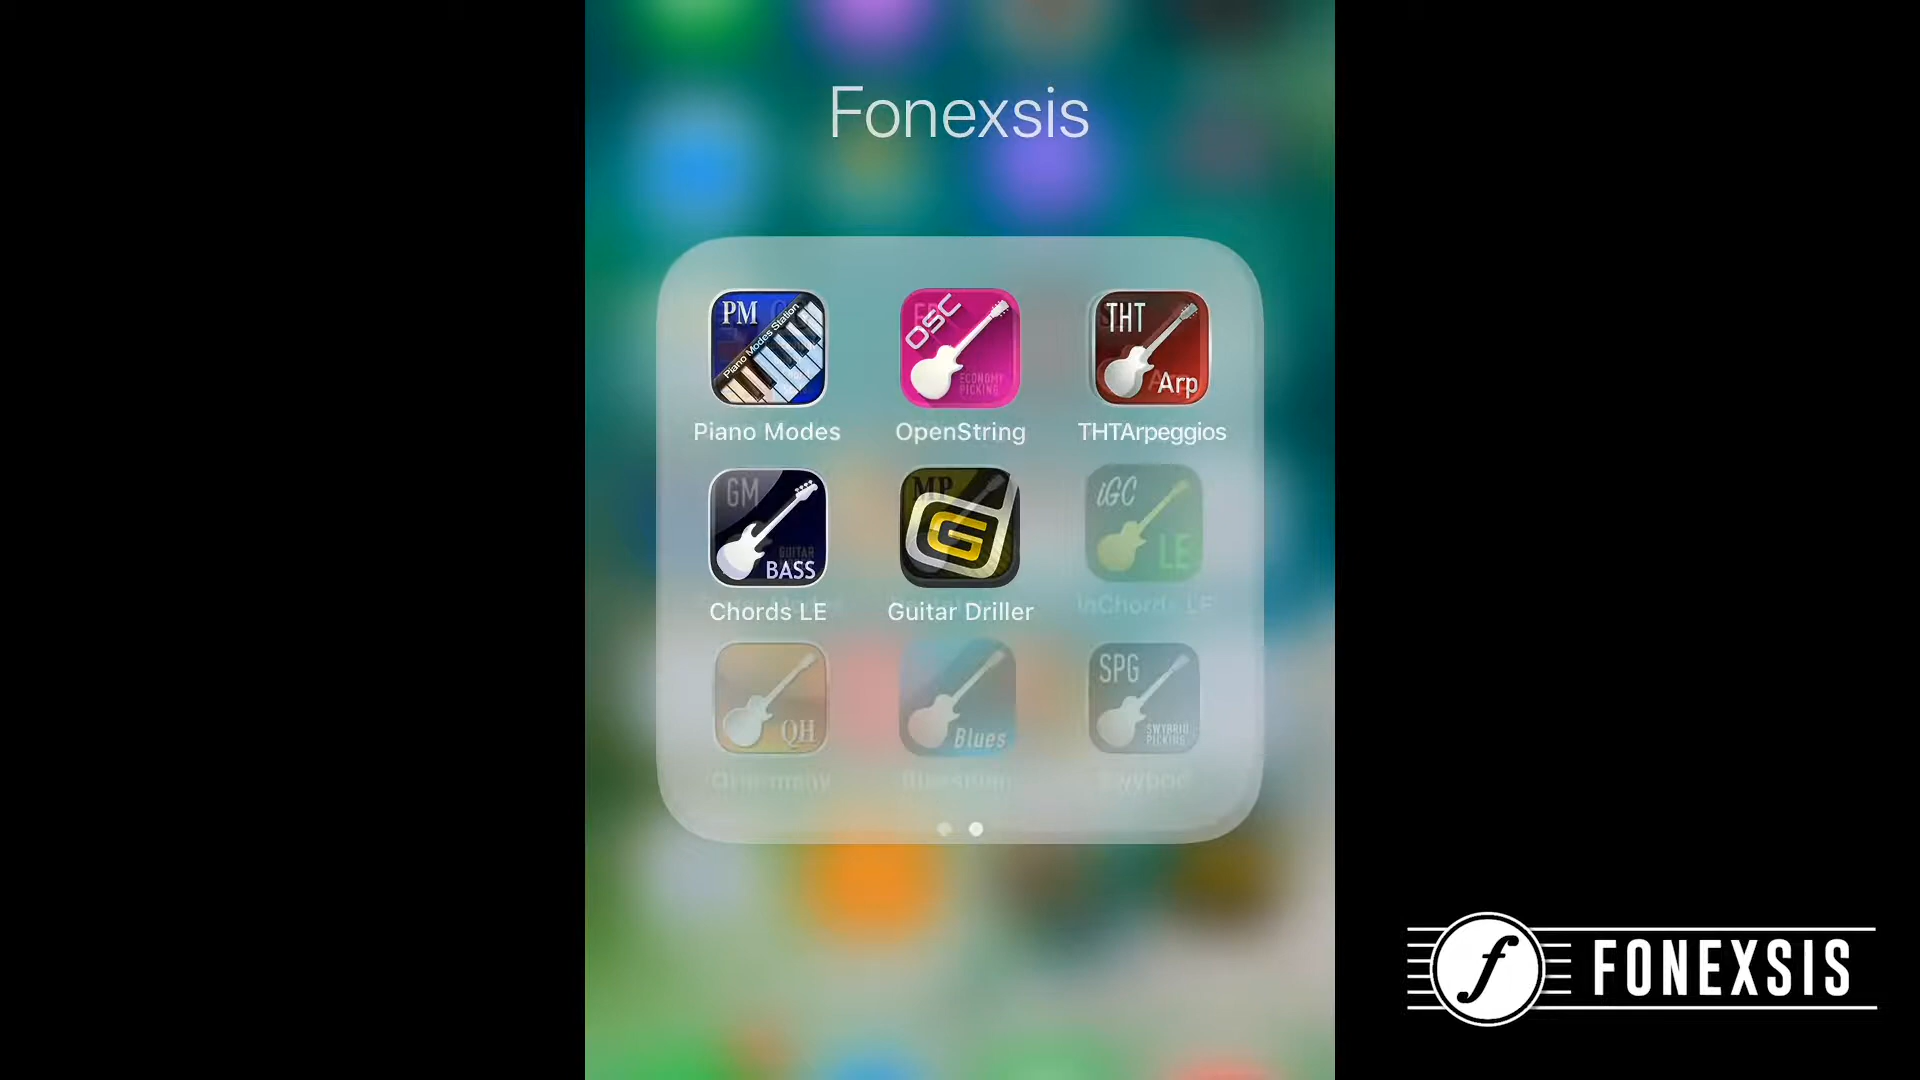 Fonexsis
PM
Piano Modes Station
OSC
ECONOMY
PICKING
THT
Arp
Piano Modes
OpenString
THTArpeggios
GM
GUITAR
BASS
MP
G
iGC
LE
Chords LE
Guitar Driller
QH
Blues
SPG
SWYBRID
PICKING
f FONEXSIS